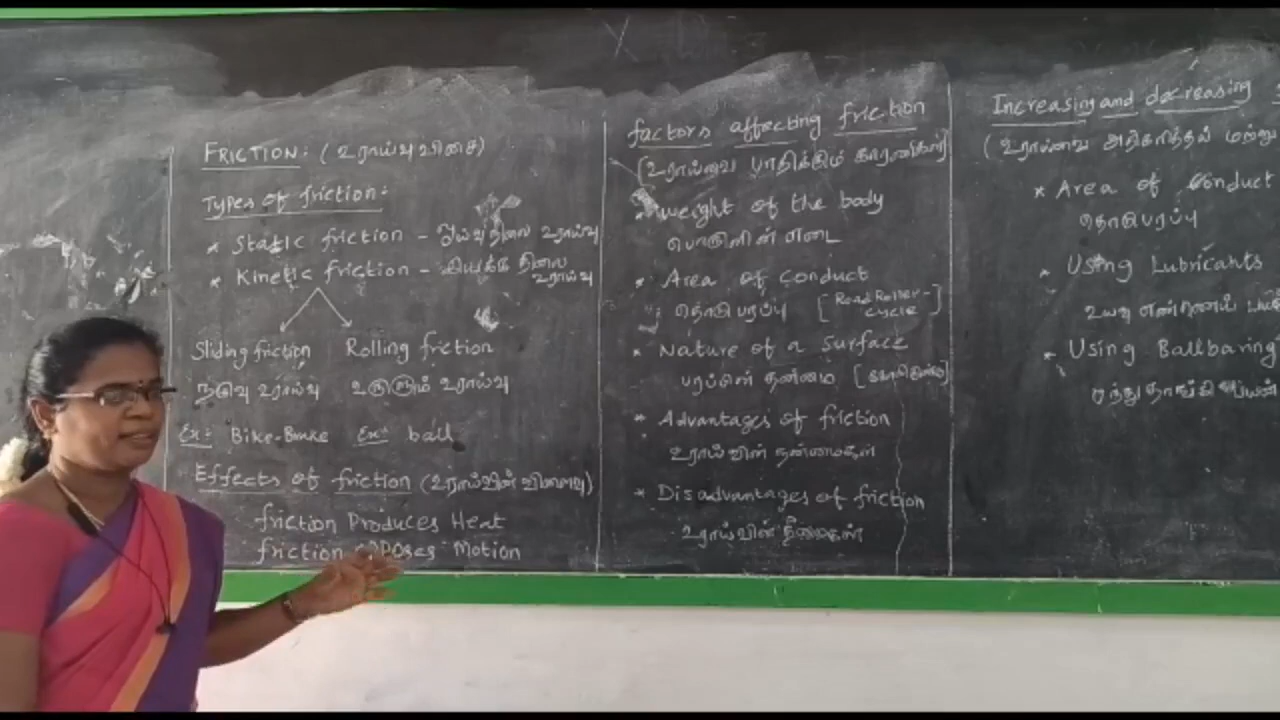 FRICTION: (உராய்வு விசை)
Types of friction:
* Static friction - ஓய்வு நிலை உராய்வு
* Kinetic friction - இயக்க நிலை உராய்வு
Sliding friction Rolling friction
நழுவு உராய்வு உருளும் உராய்வு
Ex:- Bike-Brake Ex:- ball
Effects of friction (உராய்வின் விளைவு)
friction Produces Heat
friction opposes Motion
factors affecting friction
(உராய்வை பாதிக்கும் காரணிகள்)
* Weight of the body
பொருளின் எடை
* Area of conduct
தொடு பரப்பு [Road Roller - cycle]
* Nature of a Surface
பரப்பின் தன்மை
* Advantages of friction
உராய்வின் நன்மைகள்
* Disadvantages of friction
உராய்வின் தீமைகள்
Increasing and decreasing
(உராய்வை அதிகரித்தல் மற்றும்
* Area of conduct
தொடுபரப்பு
* Using Lubricants
உயவு எண்ணெய்
* Using Ballbaring
பந்து தாங்கி